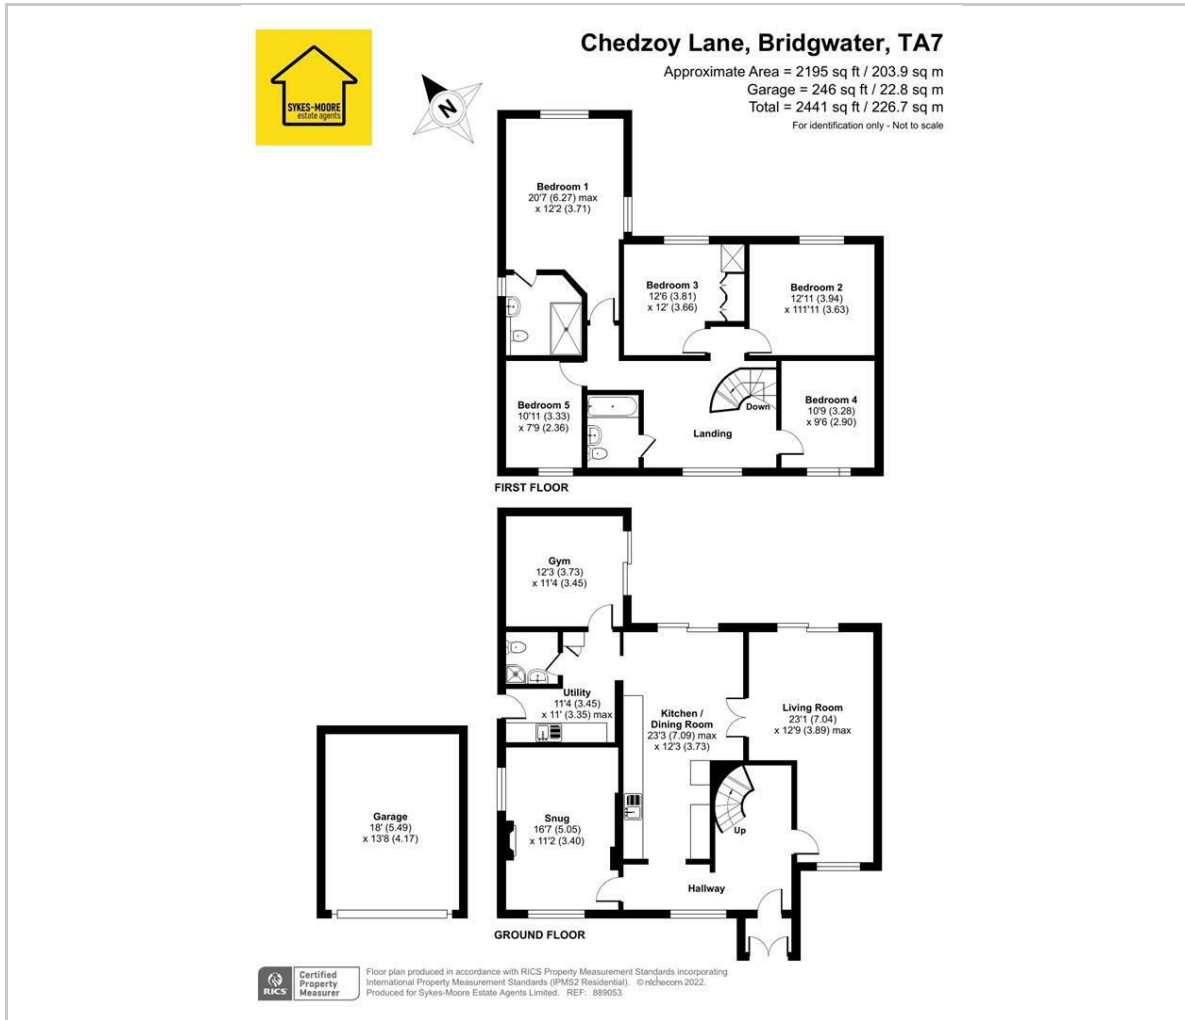 SYKES-MOORE
estate agents
N
Chedzoy Lane, Bridgwater, TA7
Approximate Area = 2195 sq ft / 203.9 sq m
Garage = 246 sq ft / 22.8 sq m
Total = 2441 sq ft / 226.7 sq m
For identification only - Not to scale
Bedroom 1
20'7 (6.27) max
x 12'2 (3.71)
Bedroom 3
12'6 (3.81)
x 12' (3.66)
Bedroom 2
12'11 (3.94)
x 111'11 (3.63)
Bedroom 5
10'11 (3.33)
x 7'9 (2.36)
Down
Landing
Bedroom 4
10'9 (3.28)
x 9'6 (2.90)
FIRST FLOOR
Gym
12'3 (3.73)
x 11'4 (3.45)
Utility
11'4 (3.45)
x 11' (3.35) max
Kitchen /
Dining Room
23'3 (7.09) max
x 12'3 (3.73)
Living Room
23'1 (7.04)
x 12'9 (3.89) max
Garage
18' (5.49)
x 13'8 (4.17)
Snug
16'7 (5.05)
x 11'2 (3.40)
Up
Hallway
GROUND FLOOR
RICS
Certified
Property
Measurer
Floor plan produced in accordance with RICS Property Measurement Standards incorporating
International Property Measurement Standards (IPMS2 Residential). © nichecom 2022.
Produced for Sykes-Moore Estate Agents Limited. REF: 889053